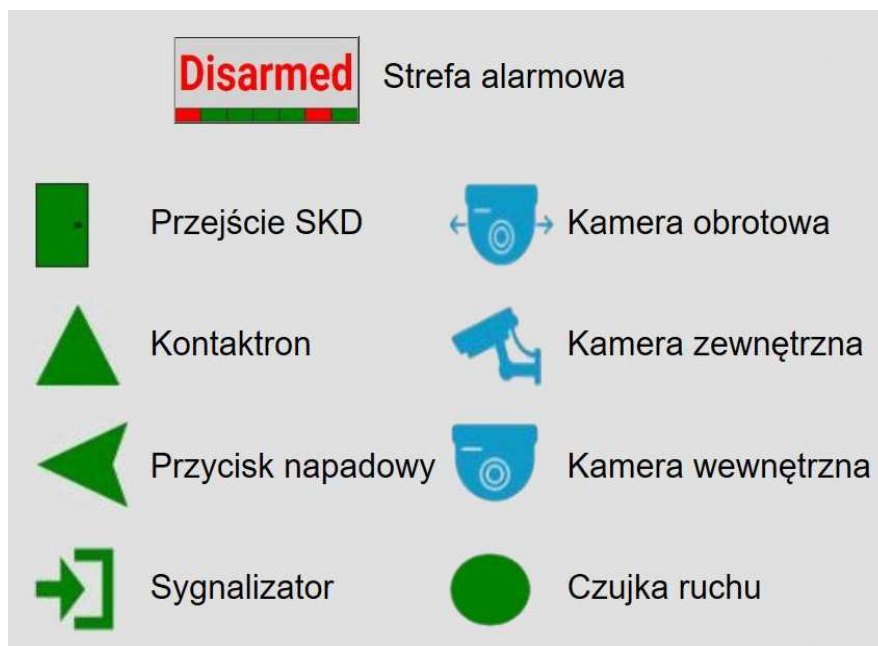 Disarmed Strefa alarmowa
Przejście SKD Kamera obrotowa
Kontaktron Kamera zewnętrzna
Przycisk napadowy Kamera wewnętrzna
Sygnalizator Czujka ruchu